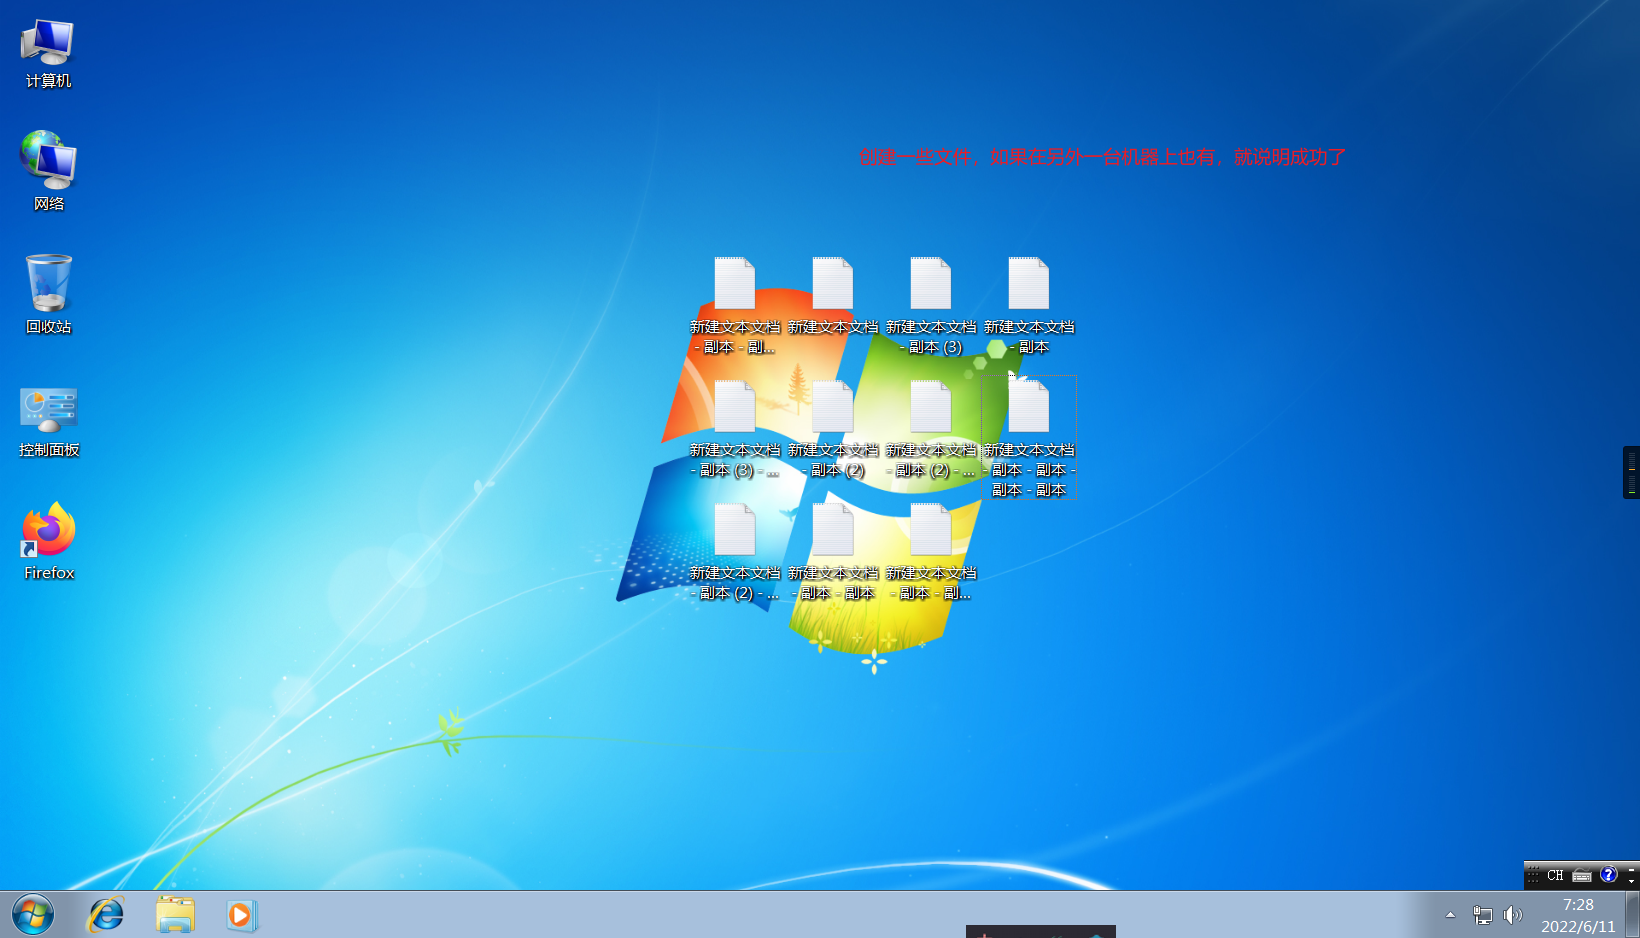 计算机
网络
回收站
控制面板
Firefox
创建一些文件，如果在另外一台机器上也有，就说明成功了
新建文本文档
- 副本 - 副...
新建文本文档
新建文本文档
- 副本 (3)
新建文本文档
- 副本
新建文本文档
- 副本 (3) - ...
新建文本文档
- 副本 (2)
新建文本文档
- 副本 (2) - ...
新建文本文档
- 副本 - 副本 -
副本 - 副本
新建文本文档
- 副本 (2) - ...
新建文本文档
- 副本 - 副本
新建文本文档
- 副本 - 副...
CH
7:28
2022/6/11